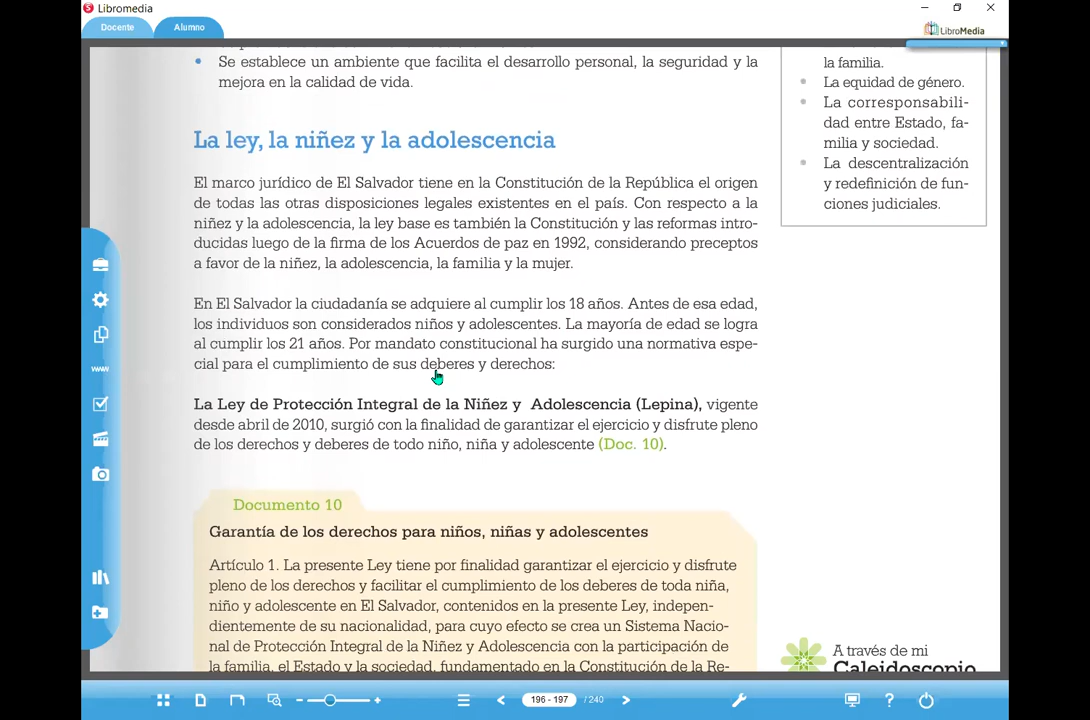 Libromedia
Docente
Alumno
LibroMedia
Se establece un ambiente que facilita el desarrollo personal, la seguridad y la
mejora en la calidad de vida.
La ley, la niñez y la adolescencia
El marco jurídico de El Salvador tiene en la Constitución de la República el origen
de todas las otras disposiciones legales existentes en el país. Con respecto a la
niñez y la adolescencia, la ley base es también la Constitución y las reformas intro-
ducidas luego de la firma de los Acuerdos de paz en 1992, considerando preceptos
a favor de la niñez, la adolescencia, la familia y la mujer.
En El Salvador la ciudadanía se adquiere al cumplir los 18 años. Antes de esa edad,
los individuos son considerados niños y adolescentes. La mayoría de edad se logra
al cumplir los 21 años. Por mandato constitucional ha surgido una normativa espe-
cial para el cumplimiento de sus deberes y derechos:
La Ley de Protección Integral de la Niñez y Adolescencia (Lepina), vigente
desde abril de 2010, surgió con la finalidad de garantizar el ejercicio y disfrute pleno
de los derechos y deberes de todo niño, niña y adolescente (Doc. 10).
Documento 10
Garantía de los derechos para niños, niñas y adolescentes
Artículo 1. La presente Ley tiene por finalidad garantizar el ejercicio y disfrute
pleno de los derechos y facilitar el cumplimiento de los deberes de toda niña,
niño y adolescente en El Salvador, contenidos en la presente Ley, indepen-
dientemente de su nacionalidad, para cuyo efecto se crea un Sistema Nacio-
nal de Protección Integral de la Niñez y Adolescencia con la participación de
la familia, el Estado y la sociedad, fundamentado en la Constitución de la Re-
la familia.
La equidad de género.
La corresponsabili-
dad entre Estado, fa-
milia y sociedad.
La descentralización
y redefinición de fun-
ciones judiciales.
A través de mi
Caleidoscopio
www
196 - 197 / 240